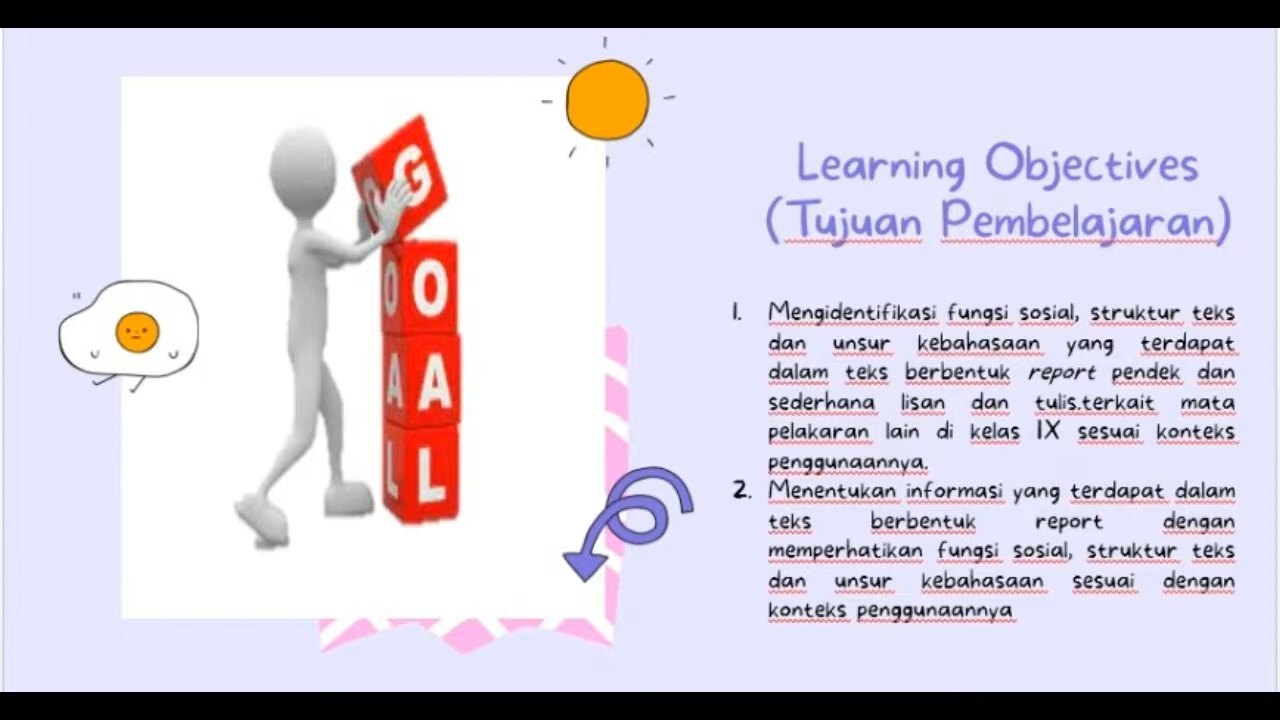 G
O
O
A
A
L
L
Learning Objectives
(Tujuan Pembelajaran)
1. Mengidentifikasi fungsi sosial, struktur teks
dan unsur kebahasaan yang terdapat
dalam teks berbentuk report pendek dan
sederhana lisan dan tulis.terkait mata
pelakaran lain di kelas IX sesuai konteks
penggunaannya.
2. Menentukan informasi yang terdapat dalam
teks berbentuk report dengan
memperhatikan fungsi sosial, struktur teks
dan unsur kebahasaan sesuai dengan
konteks penggunaannya